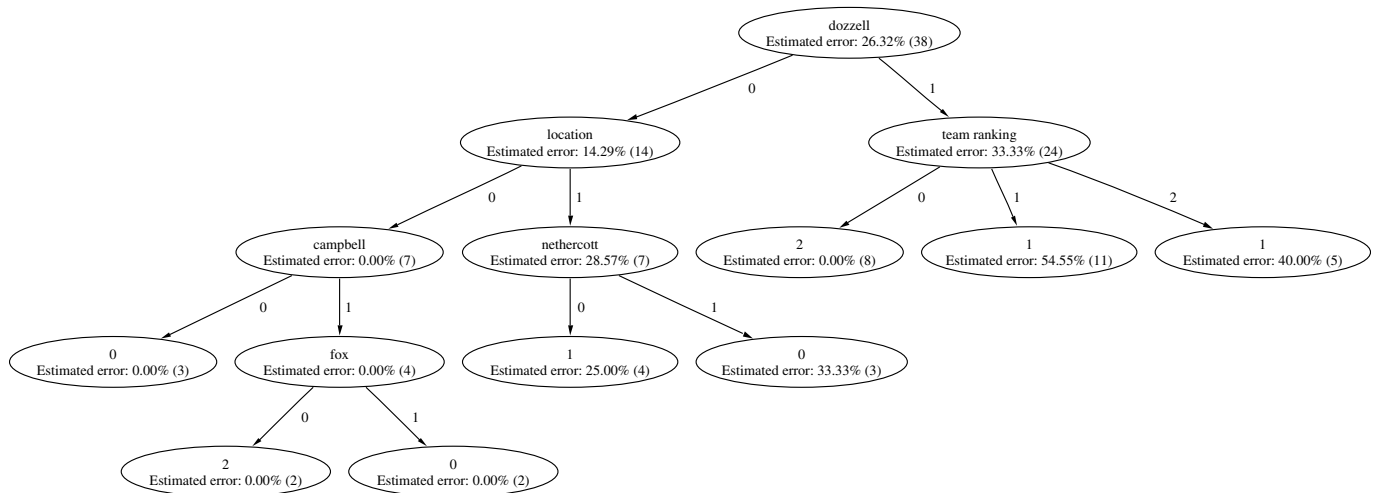 dozzell
Estimated error: 26.32% (38)
0
1
location
Estimated error: 14.29% (14)
team ranking
Estimated error: 33.33% (24)
0
1
0
1
2
campbell
Estimated error: 0.00% (7)
nethercott
Estimated error: 28.57% (7)
2
Estimated error: 0.00% (8)
1
Estimated error: 54.55% (11)
1
Estimated error: 40.00% (5)
0
1
0
1
0
Estimated error: 0.00% (3)
fox
Estimated error: 0.00% (4)
1
Estimated error: 25.00% (4)
0
Estimated error: 33.33% (3)
0
1
2
Estimated error: 0.00% (2)
0
Estimated error: 0.00% (2)